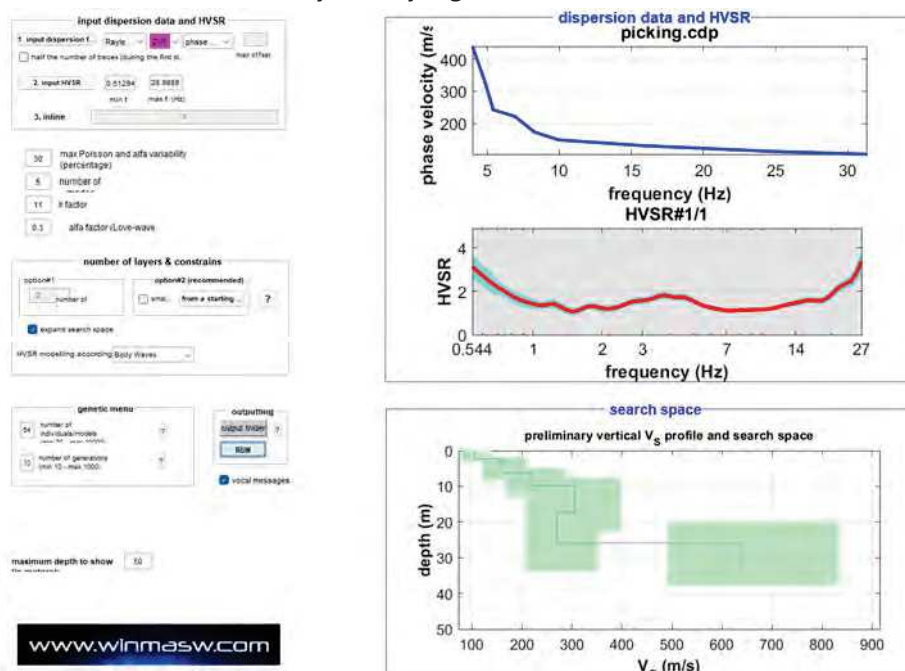 input dispersion data and HVSR
1. input dispersion f...
Rayle
phase ...
half the number of traces (during the first st.
max offset
2. input HVSR
28.8888
min f
max f (Hz)
3. inline
30
max Poisson and alfa variability
(percentage)
5
number of
11
factor
0.3
alfa factor (Love-wave
number of layers & constrains
option#1
number of
option#2 (recommended)
from a starting ...
?
expand search space
HVSR modelling according
Body Waves
genetic menu
64
number of
individuals/models
?
10
number of generations
(min 10 - max 1000)
?
outputting
output folder
?
RUN
vocal messages
maximum depth to show
50
www.winmasw.com
dispersion data and HVSR
picking.cdp
phase velocity (m/s)
400
300
200
5
10
15
20
25
30
frequency (Hz)
HVSR#1/1
HVSR
4
2
0
0.544
1
2
3
7
14
27
frequency (Hz)
search space
preliminary vertical VS profile and search space
depth (m)
0
10
20
30
40
50
100
200
300
400
500
600
700
800
900
VS (m/s)